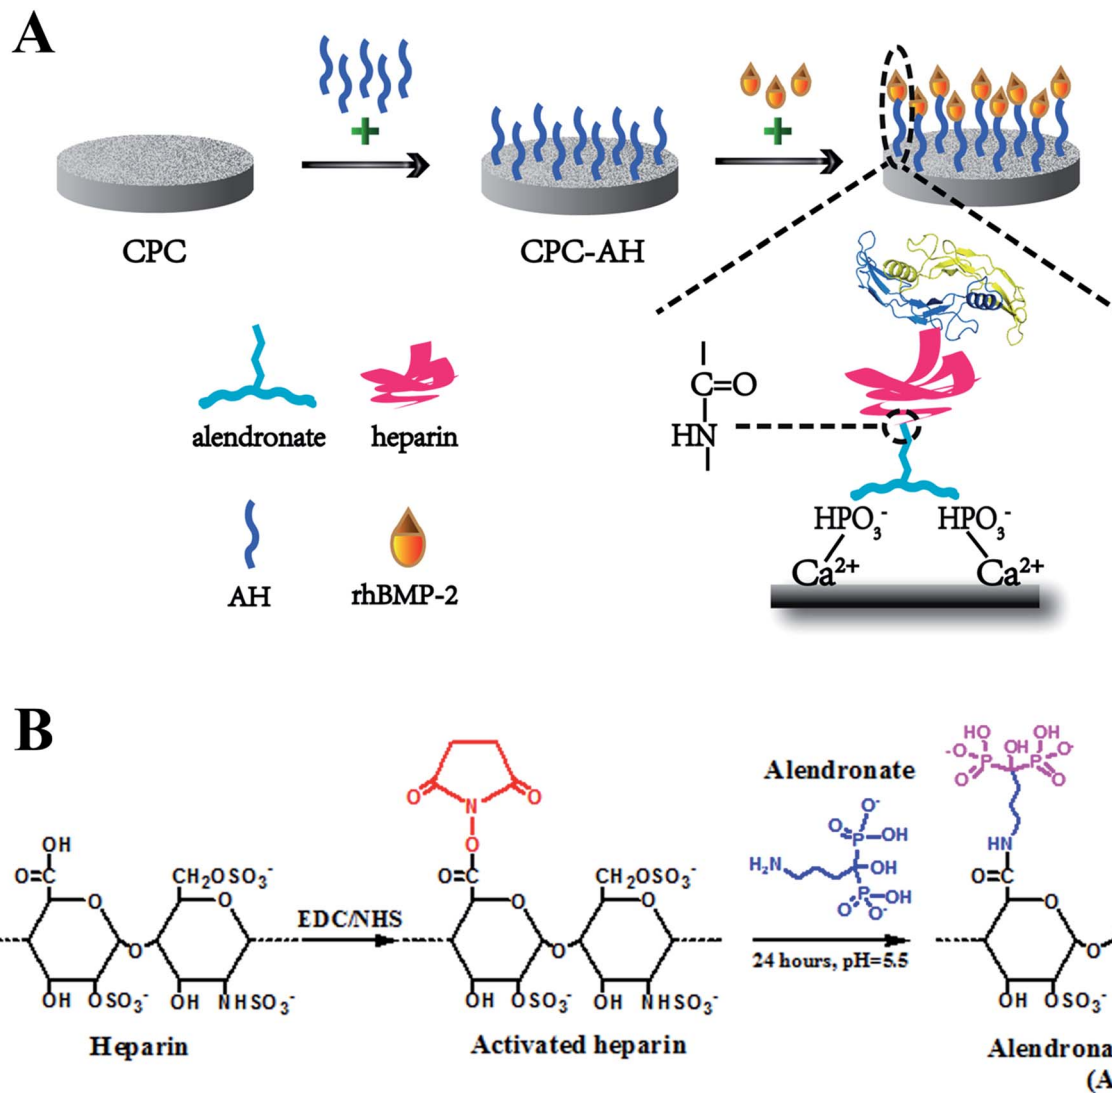 A
CPC
CPC-AH
alendronate
heparin
AH
rhBMP-2
C=O
HN
HPO₃⁻
HPO₃⁻
Ca²⁺
Ca²⁺
B
OH
O=C
O
CH₂OSO₃⁻
O
O
OH
OSO₃⁻
OH
NHSO₃⁻
Heparin
EDC/NHS
O
N
O
O
O=C
O
CH₂OSO₃⁻
O
O
OH
OSO₃⁻
OH
NHSO₃⁻
Activated heparin
Alendronate
H₂N
O⁻
O
P
OH
OH
P
OH
O
O⁻
24 hours, pH=5.5
HO
OH
OH
⁻O
P
P
O⁻
O
O
HN
O=C
O
O
OH
OSO₃⁻
Alendrona
(A